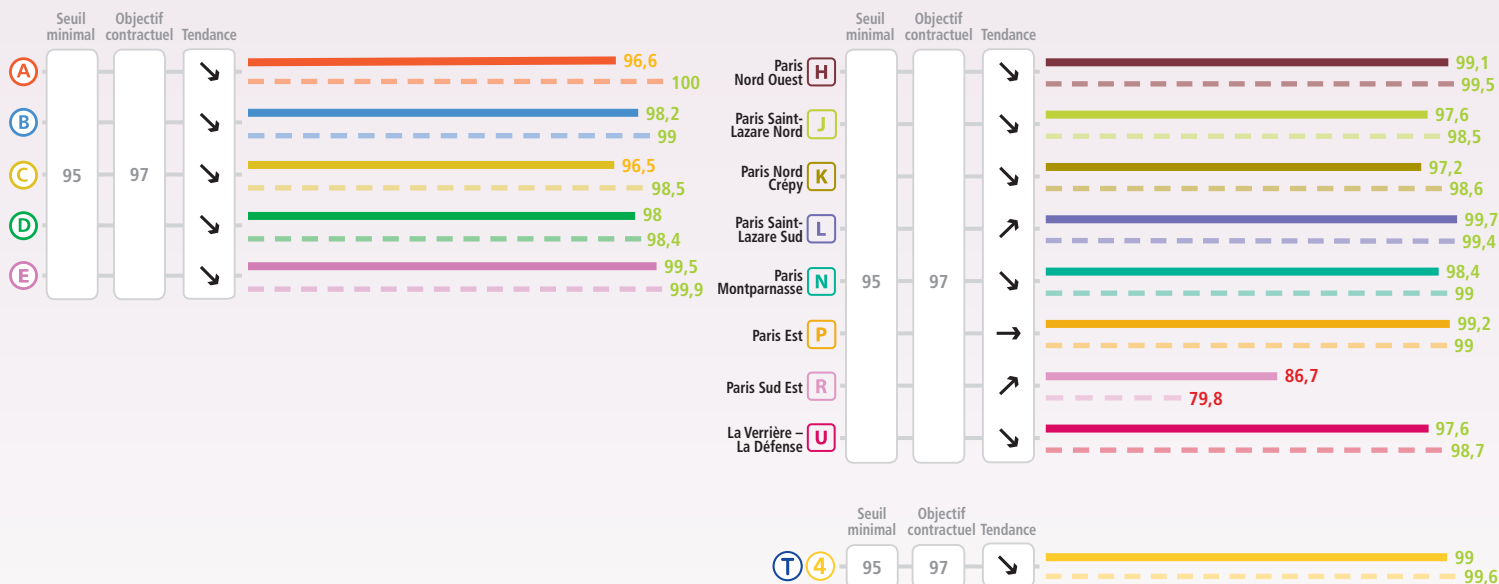 Seuil minimal
Objectif contractuel
Tendance
95
97
A
96,6
100
B
98,2
99
C
96,5
98,5
D
98
98,4
E
99,5
99,9
Seuil minimal
Objectif contractuel
Tendance
95
97
Paris
Nord Ouest
H
99,1
99,5
Paris Saint-
Lazare Nord
J
97,6
98,5
Paris Nord
Crépy
K
97,2
98,6
Paris Saint-
Lazare Sud
L
99,7
99,4
Paris
Montparnasse
N
98,4
99
Paris Est
P
99,2
99
Paris Sud Est
R
86,7
79,8
La Verrière –
La Défense
U
97,6
98,7
Seuil minimal
Objectif contractuel
Tendance
T 4
95
97
99
99,6